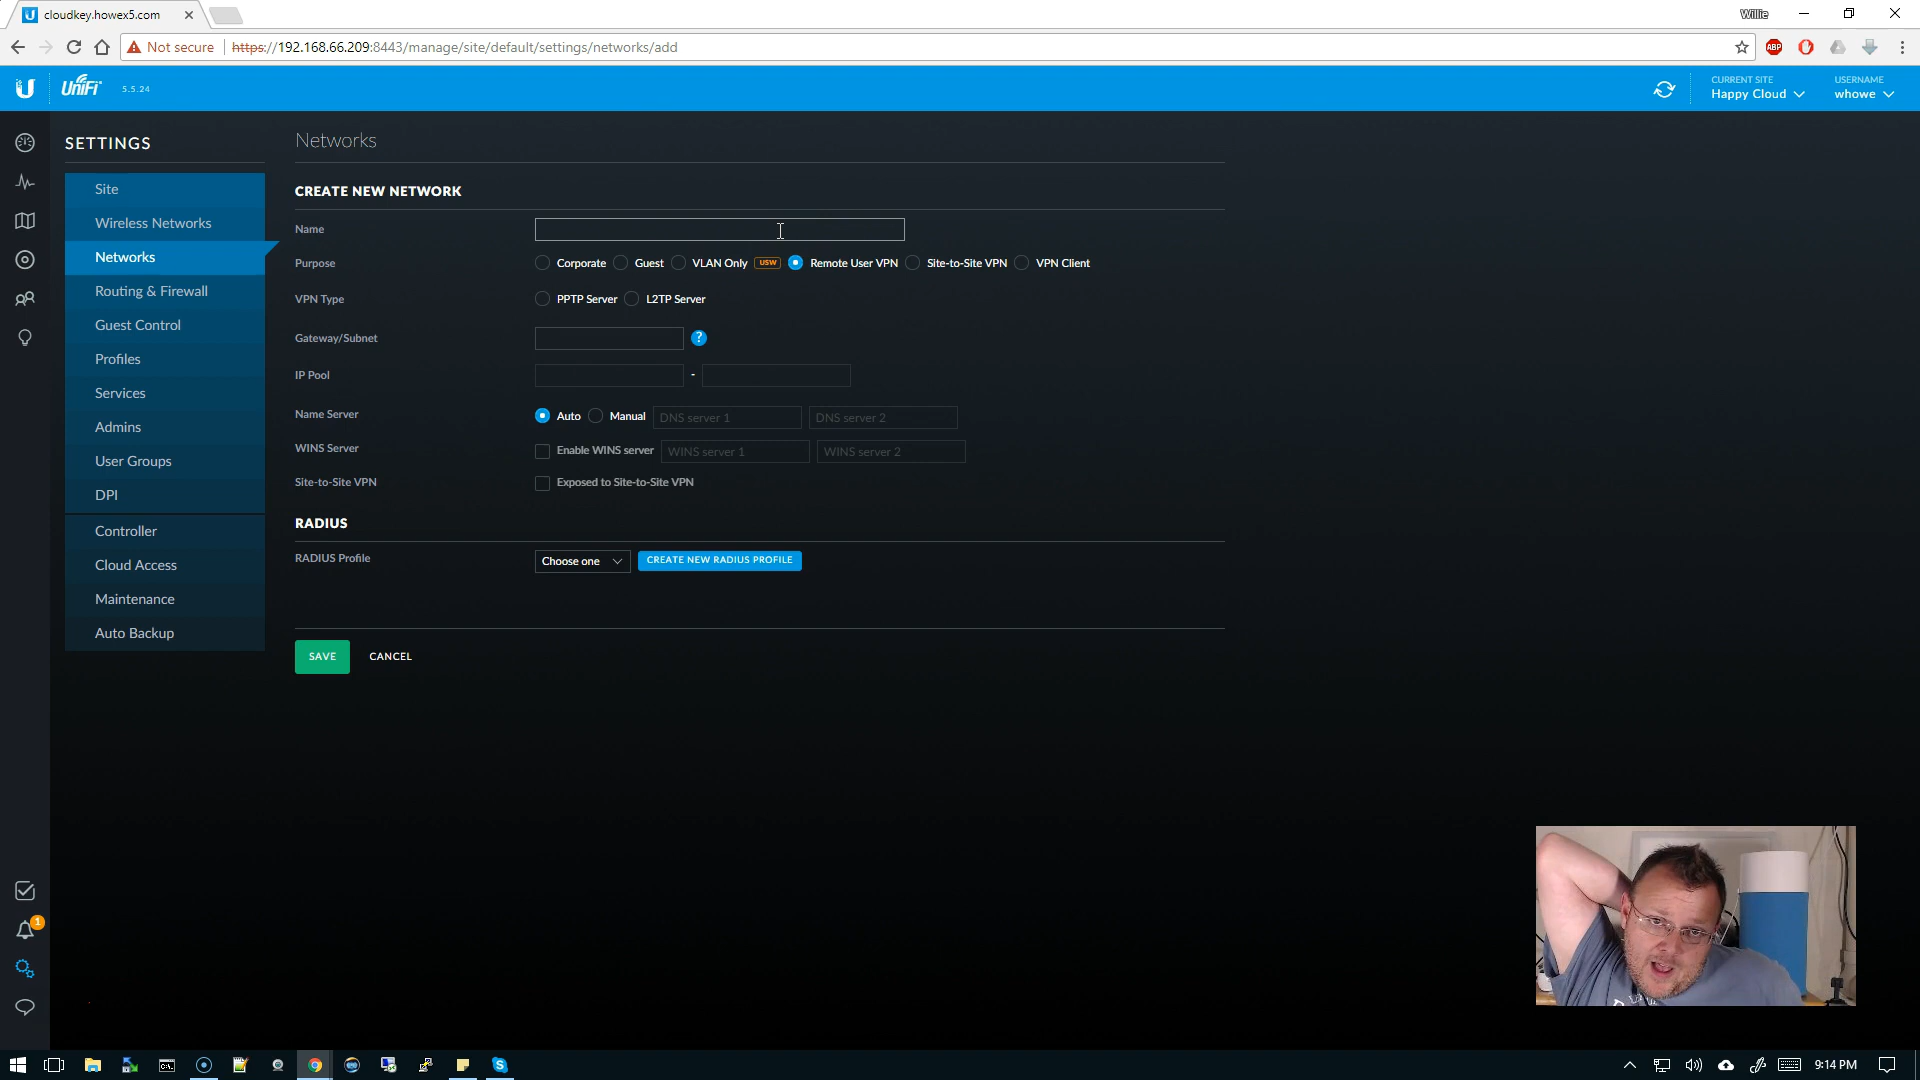 cloudkey.howex5.com
Willie
Not secure https://192.168.66.209:8443/manage/site/default/settings/networks/add
ABP
U UniFi 5.5.24
CURRENT SITE
Happy Cloud
USERNAME
whowe
SETTINGS
Site
Wireless Networks
Networks
Routing & Firewall
Guest Control
Profiles
Services
Admins
User Groups
DPI
Controller
Cloud Access
Maintenance
Auto Backup
1
Networks
CREATE NEW NETWORK
Name
Purpose Corporate Guest VLAN Only USW Remote User VPN Site-to-Site VPN VPN Client
VPN Type PPTP Server L2TP Server
Gateway/Subnet ?
IP Pool -
Name Server Auto Manual DNS server 1 DNS server 2
WINS Server Enable WINS server WINS server 1 WINS server 2
Site-to-Site VPN Exposed to Site-to-Site VPN
RADIUS
RADIUS Profile Choose one CREATE NEW RADIUS PROFILE
SAVE CANCEL
9:14 PM